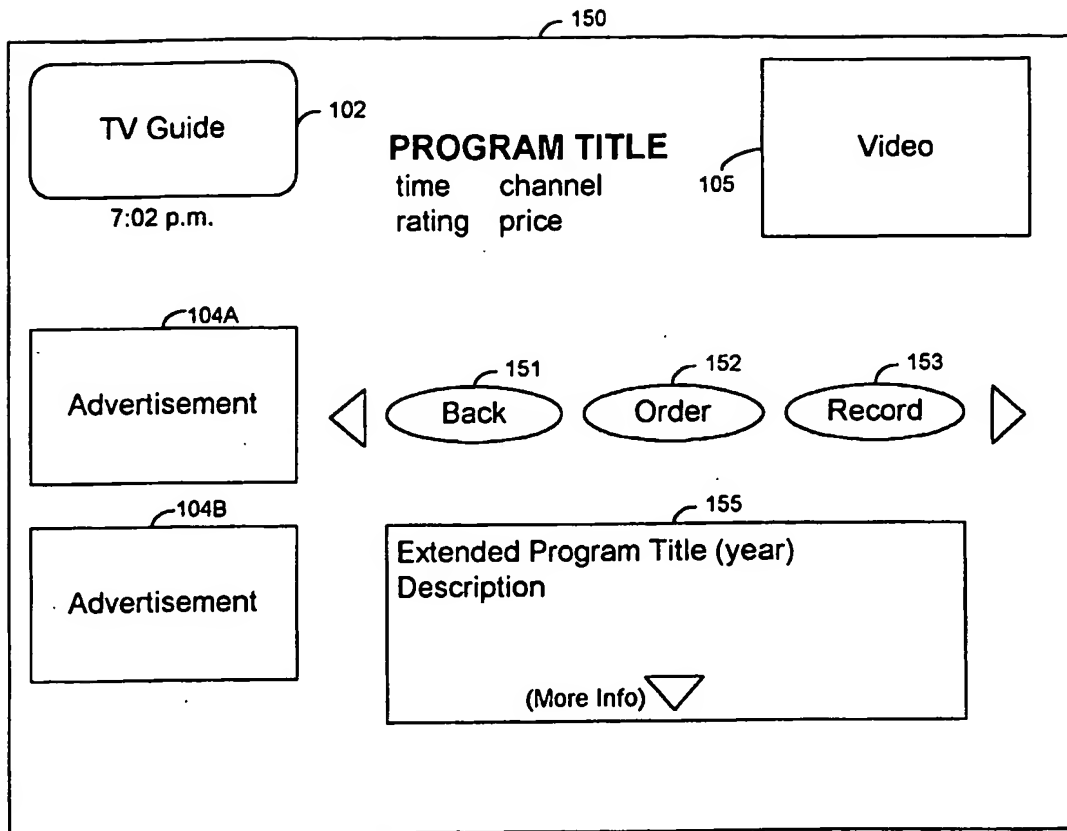 150
TV Guide
102
7:02 p.m.
PROGRAM TITLE
time channel
rating price
105
Video
104A
Advertisement
151
Back
152
Order
153
Record
104B
Advertisement
155
Extended Program Title (year)
Description
(More Info)